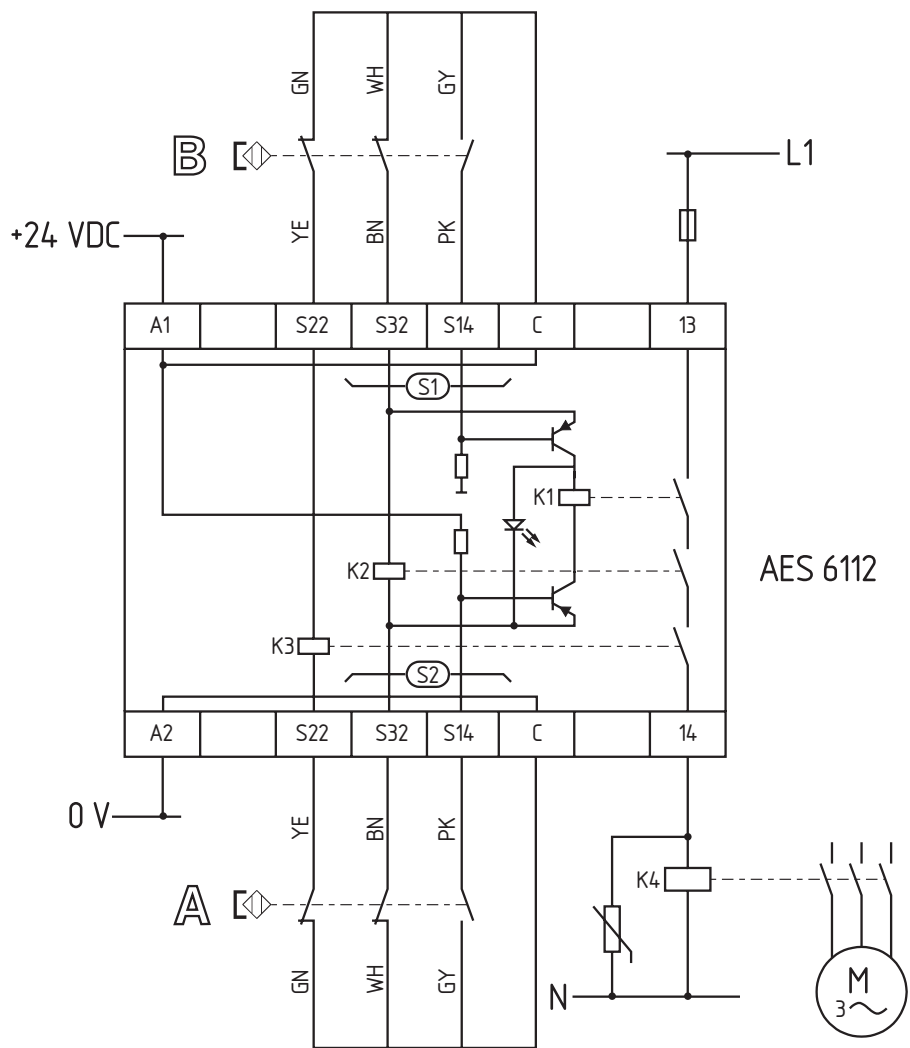 GN WH GY
B
L1
+24 VDC
YE BN PK
A1 S22 S32 S14 C 13
S1
K1
K2
AES 6112
K3
S2
A2 S22 S32 S14 C 14
0 V
YE BN PK
K4
A
GN WH GY
N
M
3~